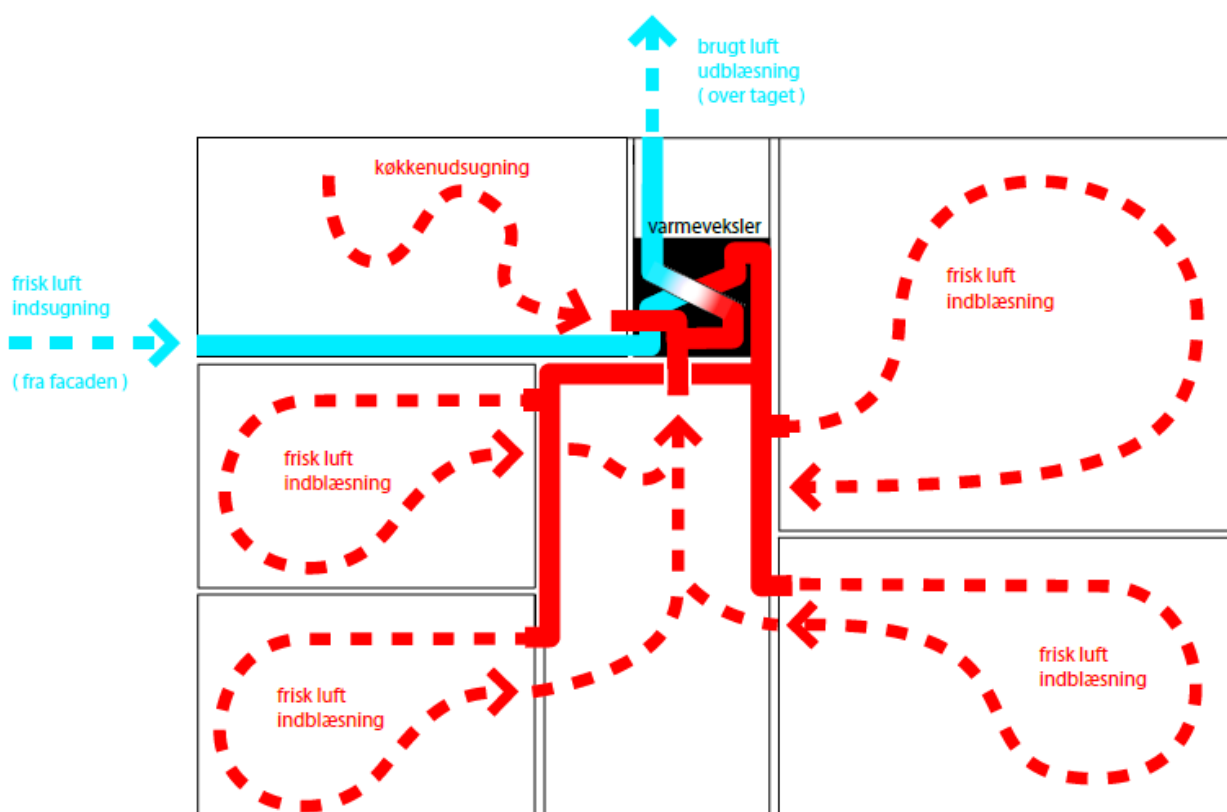 brugt luft
udblæsning
( over taget )
køkkenudsugning
varmeveksler
frisk luft
indsugning
( fra facaden )
frisk luft
indblæsning
frisk luft
indblæsning
frisk luft
indblæsning
frisk luft
indblæsning